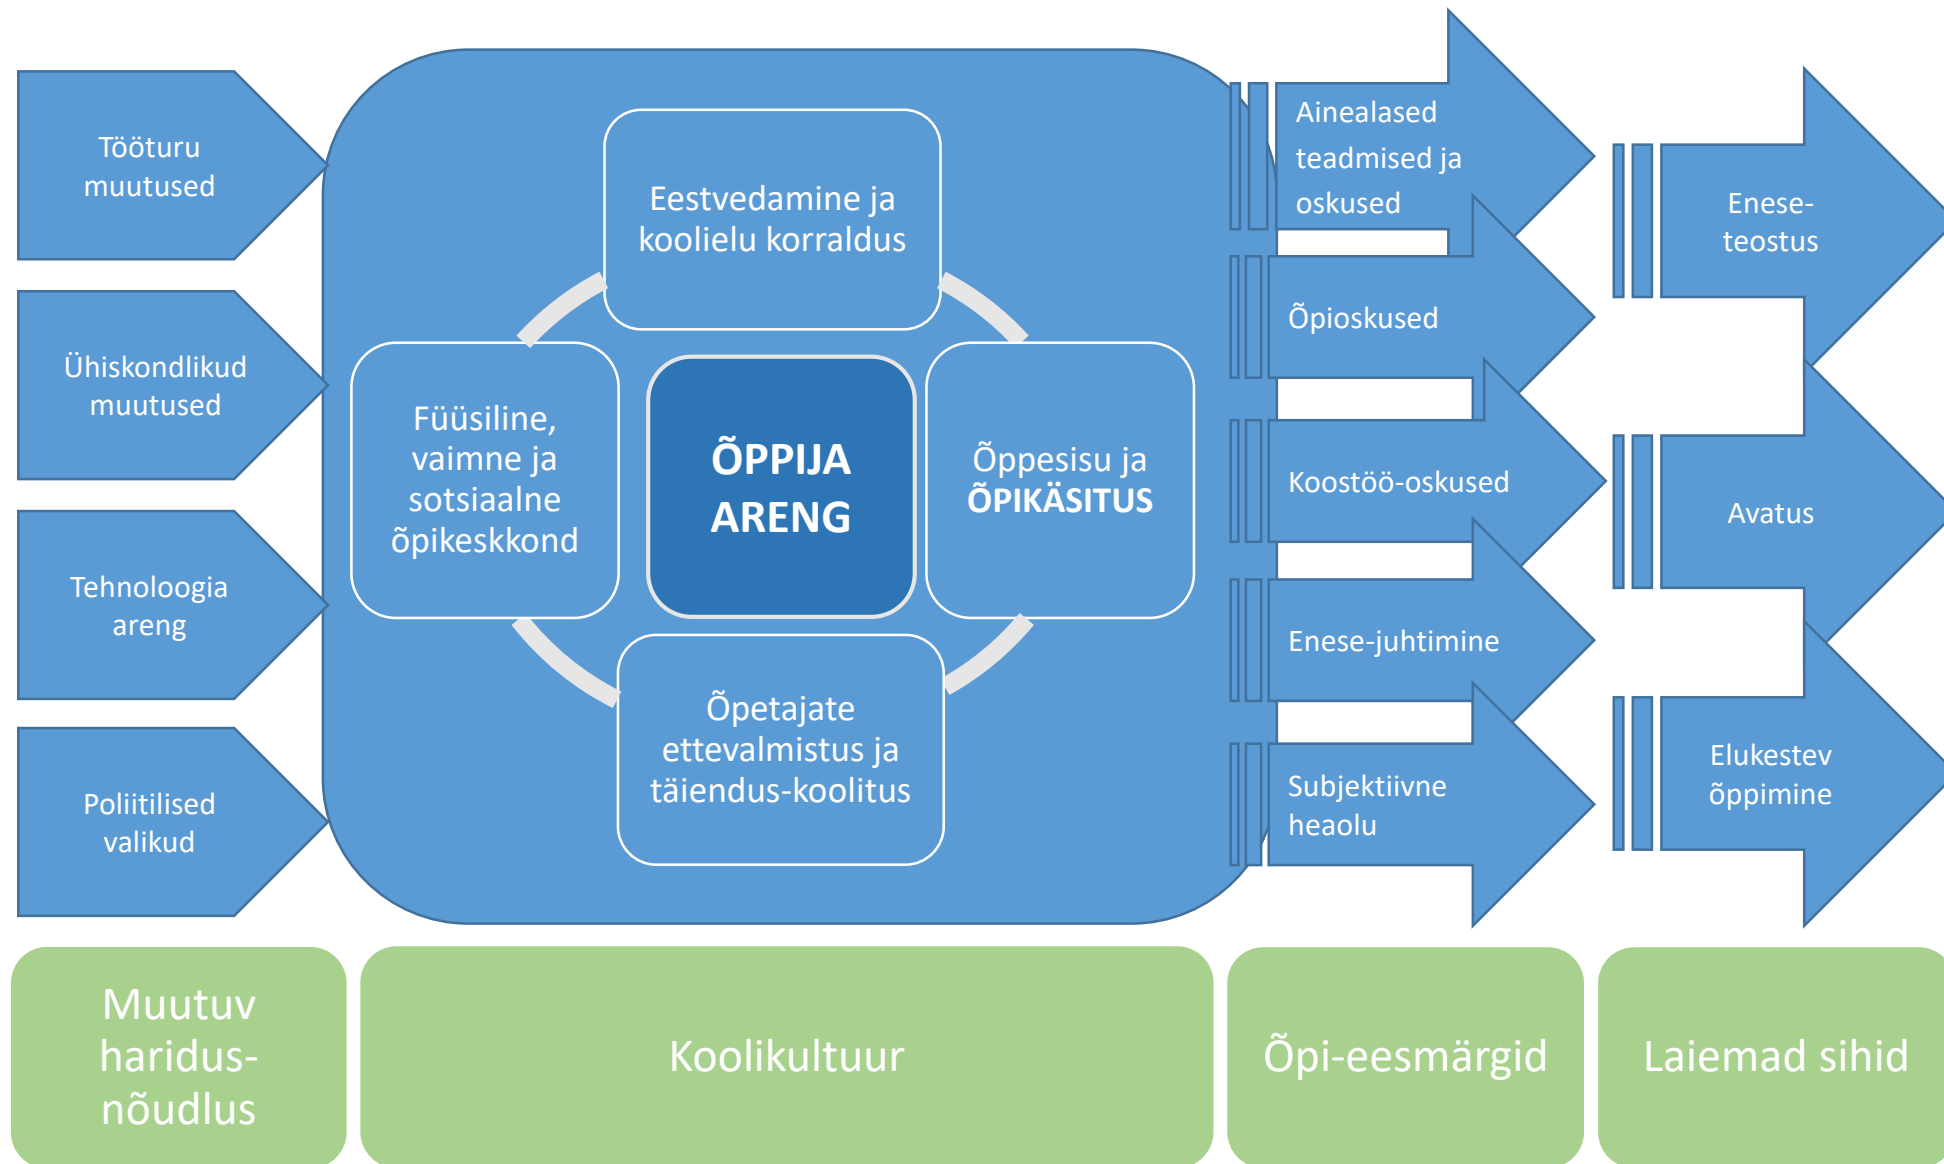 Tööturu
muutused
Ühiskondlikud
muutused
Tehnoloogia
areng
Poliitilised
valikud
Eestvedamine ja
koolielu korraldus
Füüsiline,
vaimne ja
sotsiaalne
õpikeskkond
ÕPPIJA
ARENG
Õppesisu ja
ÕPIKÄSITUS
Õpetajate
ettevalmistus ja
täiendus-koolitus
Ainealased
teadmised ja
oskused
Õpioskused
Koostöö-oskused
Enese-juhtimine
Subjektiivne
heaolu
Enese-
teostus
Avatus
Elukestev
õppimine
Muutuv
haridus-
nõudlus
Koolikultuur
Õpi-eesmärgid
Laiemad sihid